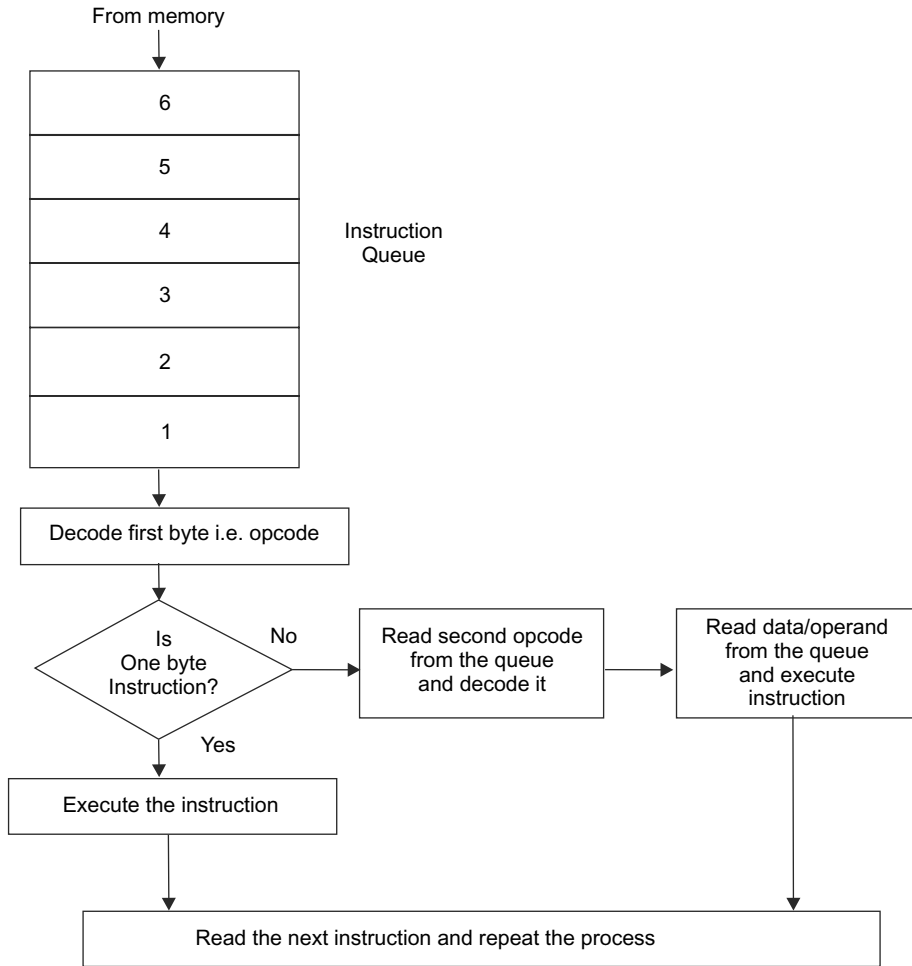 From memory
6
5
4
Instruction
Queue
3
2
1
Decode first byte i.e. opcode
Is
One byte
Instruction?
No
Read second opcode
from the queue
and decode it
Read data/operand
from the queue
and execute
instruction
Yes
Execute the instruction
Read the next instruction and repeat the process